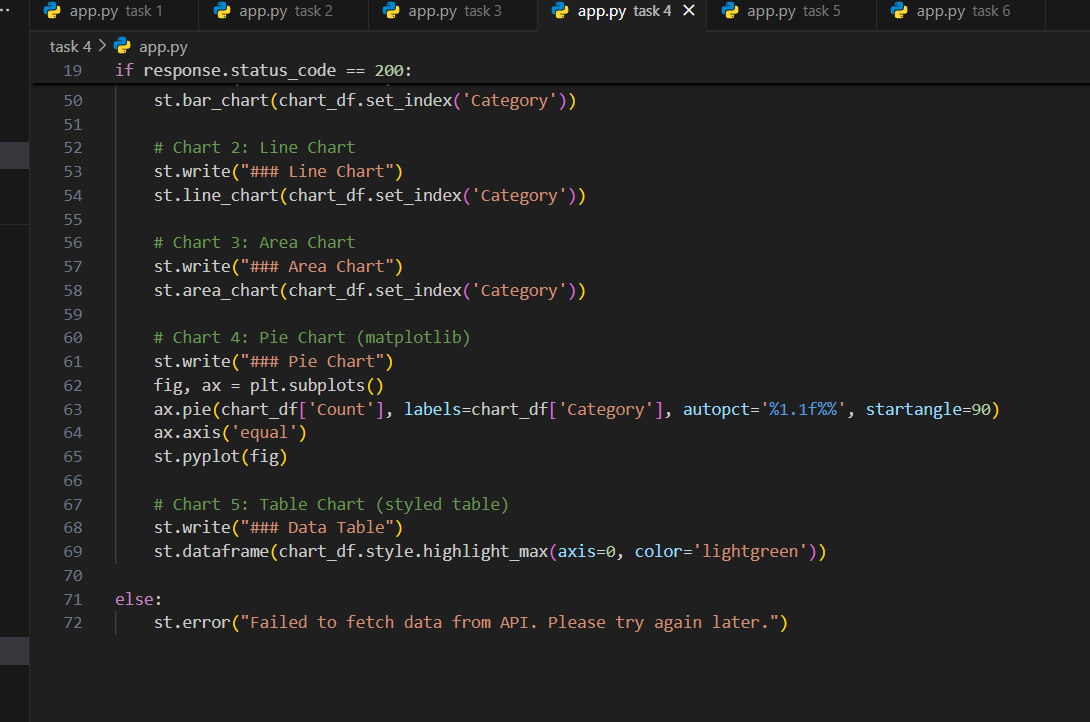 app.py task 1 app.py task 2 app.py task 3 app.py task 4 app.py task 5 app.py task 6
task 4 > app.py
19 if response.status_code == 200:
50 st.bar_chart(chart_df.set_index('Category'))
51
52 # Chart 2: Line Chart
53 st.write("### Line Chart")
54 st.line_chart(chart_df.set_index('Category'))
55
56 # Chart 3: Area Chart
57 st.write("### Area Chart")
58 st.area_chart(chart_df.set_index('Category'))
59
60 # Chart 4: Pie Chart (matplotlib)
61 st.write("### Pie Chart")
62 fig, ax = plt.subplots()
63 ax.pie(chart_df['Count'], labels=chart_df['Category'], autopct='%1.1f%%', startangle=90)
64 ax.axis('equal')
65 st.pyplot(fig)
66
67 # Chart 5: Table Chart (styled table)
68 st.write("### Data Table")
69 st.dataframe(chart_df.style.highlight_max(axis=0, color='lightgreen'))
70
71 else:
72 st.error("Failed to fetch data from API. Please try again later.")